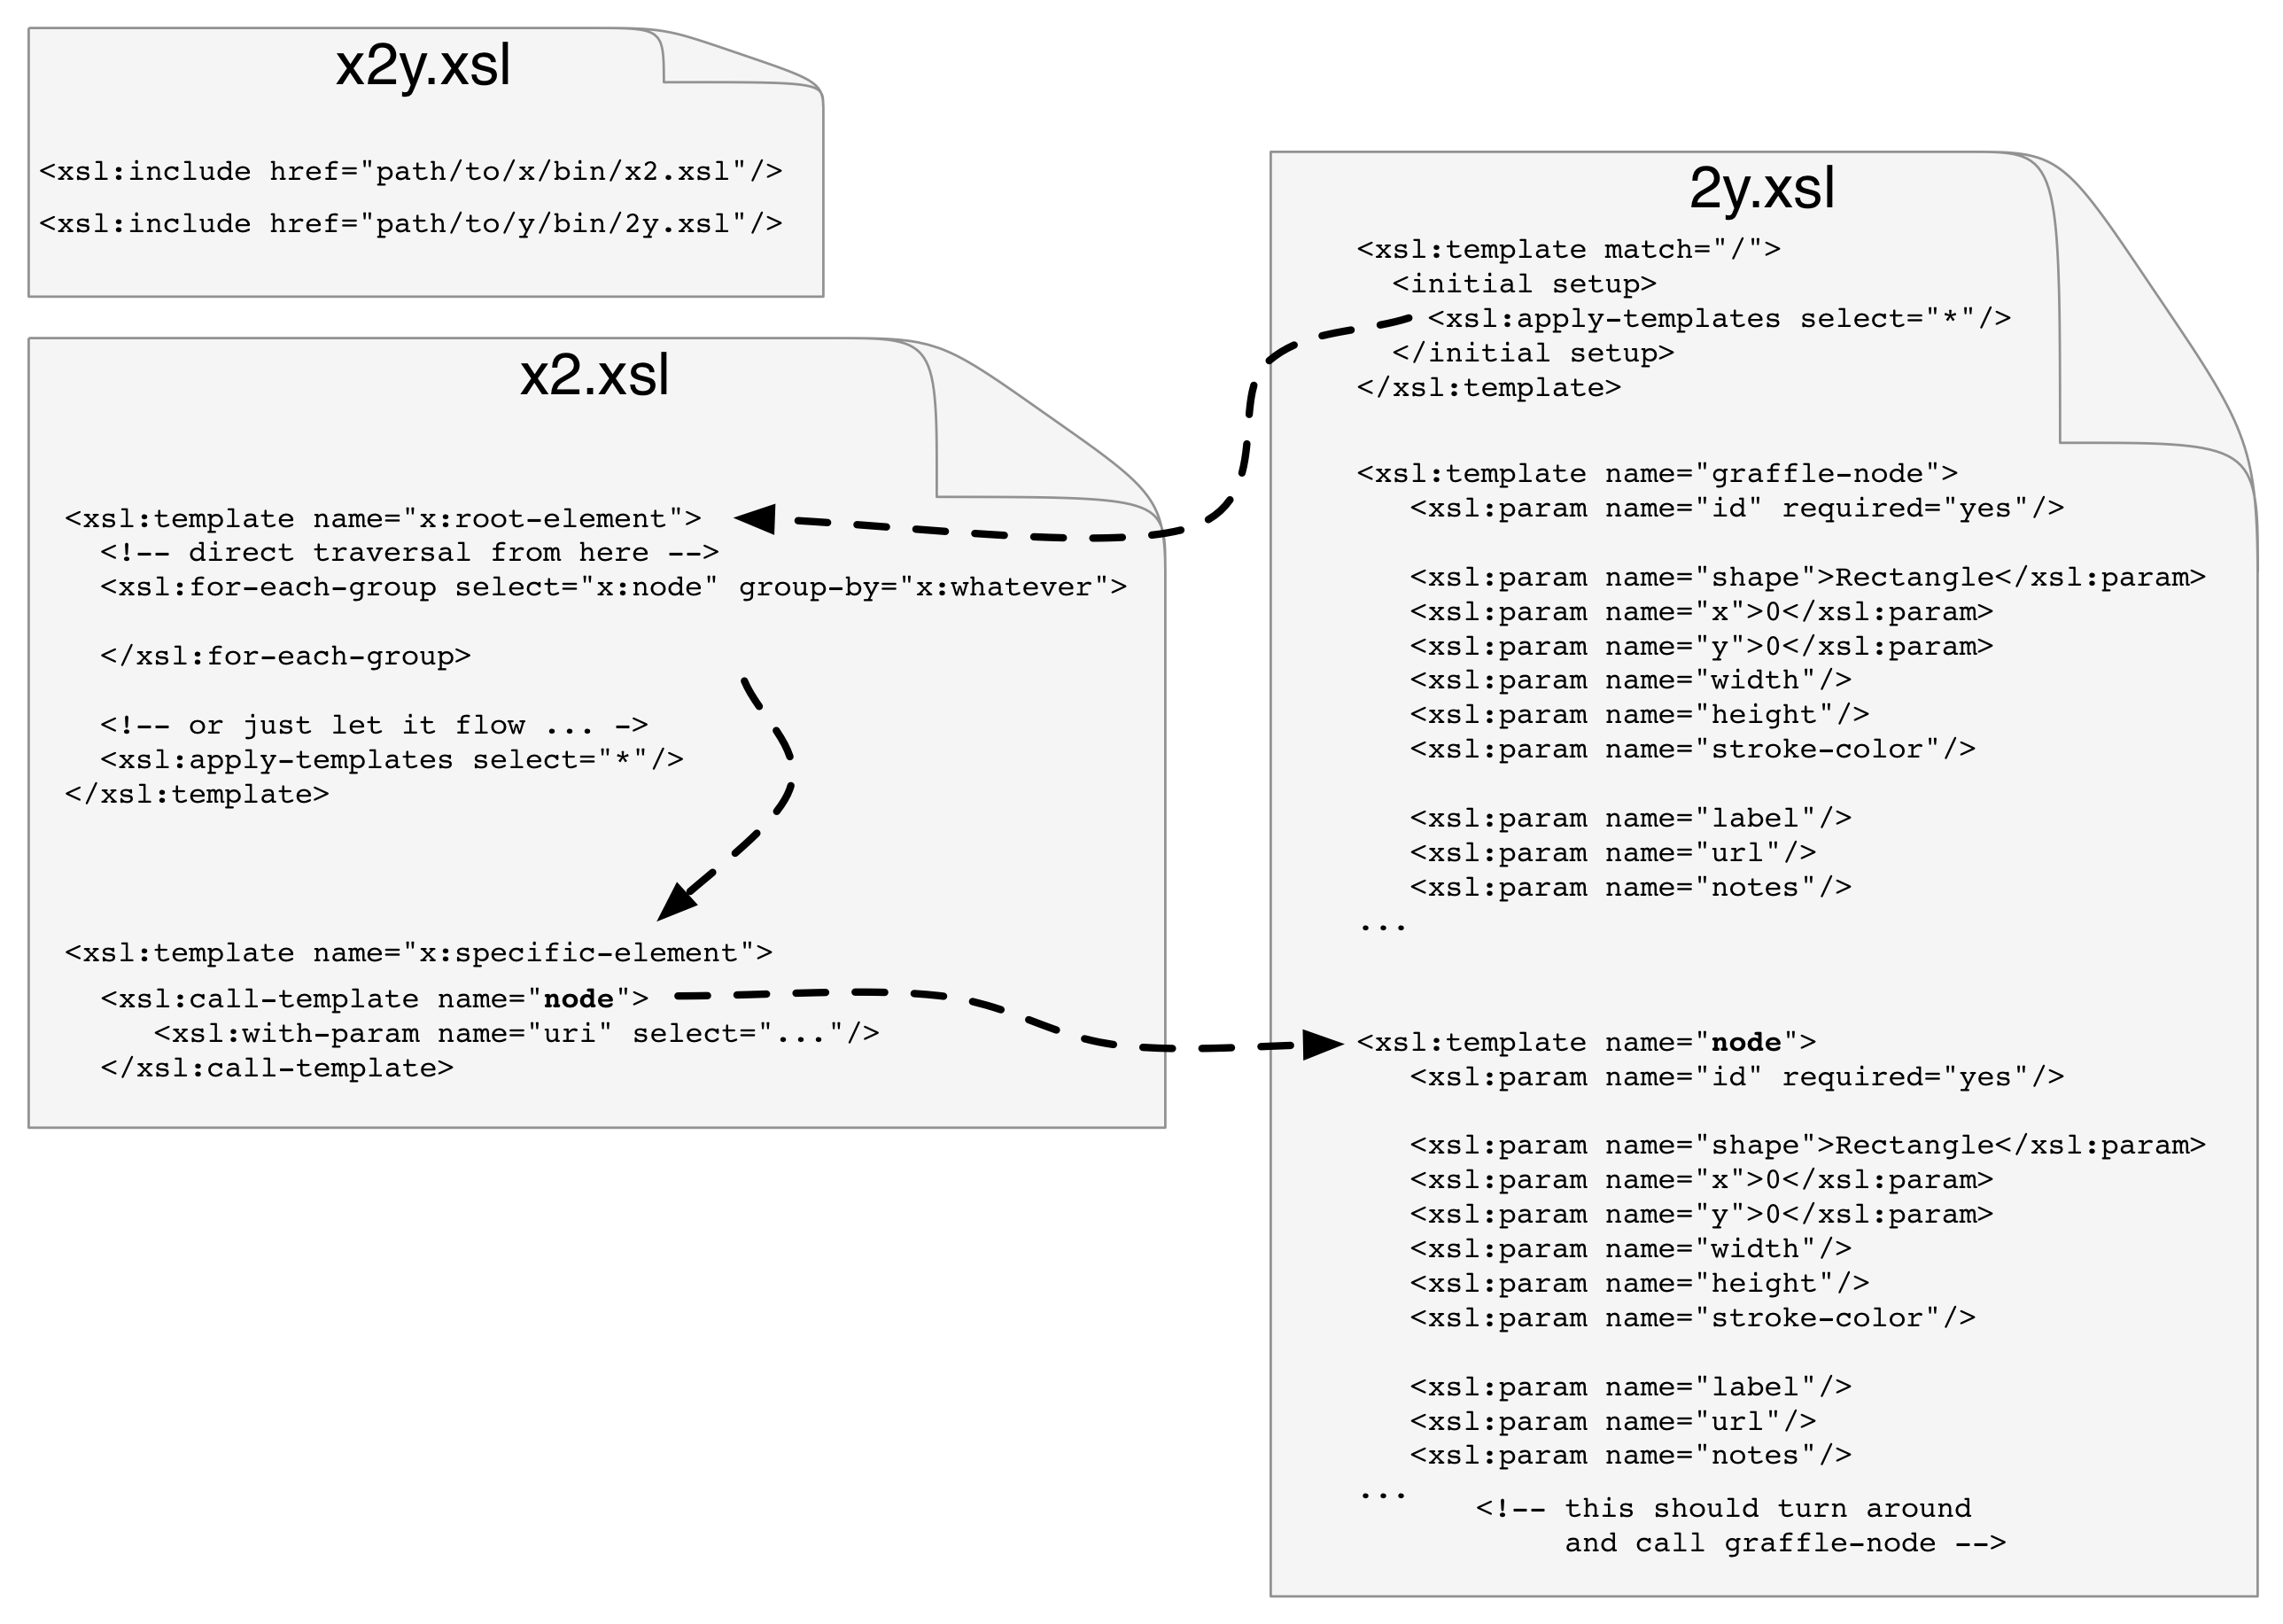 x2y.xsl
<xsl:include href="path/to/x/bin/x2.xsl"/>
<xsl:include href="path/to/y/bin/2y.xsl"/>
x2.xsl
<xsl:template name="x:root-element">
<!-- direct traversal from here -->
<xsl:for-each-group select="x:node" group-by="x:whatever">
</xsl:for-each-group>
<!-- or just let it flow ... ->
<xsl:apply-templates select="*"/>
</xsl:template>
<xsl:template name="x:specific-element">
<xsl:call-template name="node">
<xsl:with-param name="uri" select="..."/>
</xsl:call-template>
2y.xsl
<xsl:template match="/">
<initial setup>
<xsl:apply-templates select="*"/>
</initial setup>
</xsl:template>
<xsl:template name="graffle-node">
<xsl:param name="id" required="yes"/>
<xsl:param name="shape">Rectangle</xsl:param>
<xsl:param name="x">0</xsl:param>
<xsl:param name="y">0</xsl:param>
<xsl:param name="width"/>
<xsl:param name="height"/>
<xsl:param name="stroke-color"/>
<xsl:param name="label"/>
<xsl:param name="url"/>
<xsl:param name="notes"/>
...
<xsl:template name="node">
<xsl:param name="id" required="yes"/>
<xsl:param name="shape">Rectangle</xsl:param>
<xsl:param name="x">0</xsl:param>
<xsl:param name="y">0</xsl:param>
<xsl:param name="width"/>
<xsl:param name="height"/>
<xsl:param name="stroke-color"/>
<xsl:param name="label"/>
<xsl:param name="url"/>
<xsl:param name="notes"/>
...
<!-- this should turn around
and call graffle-node -->